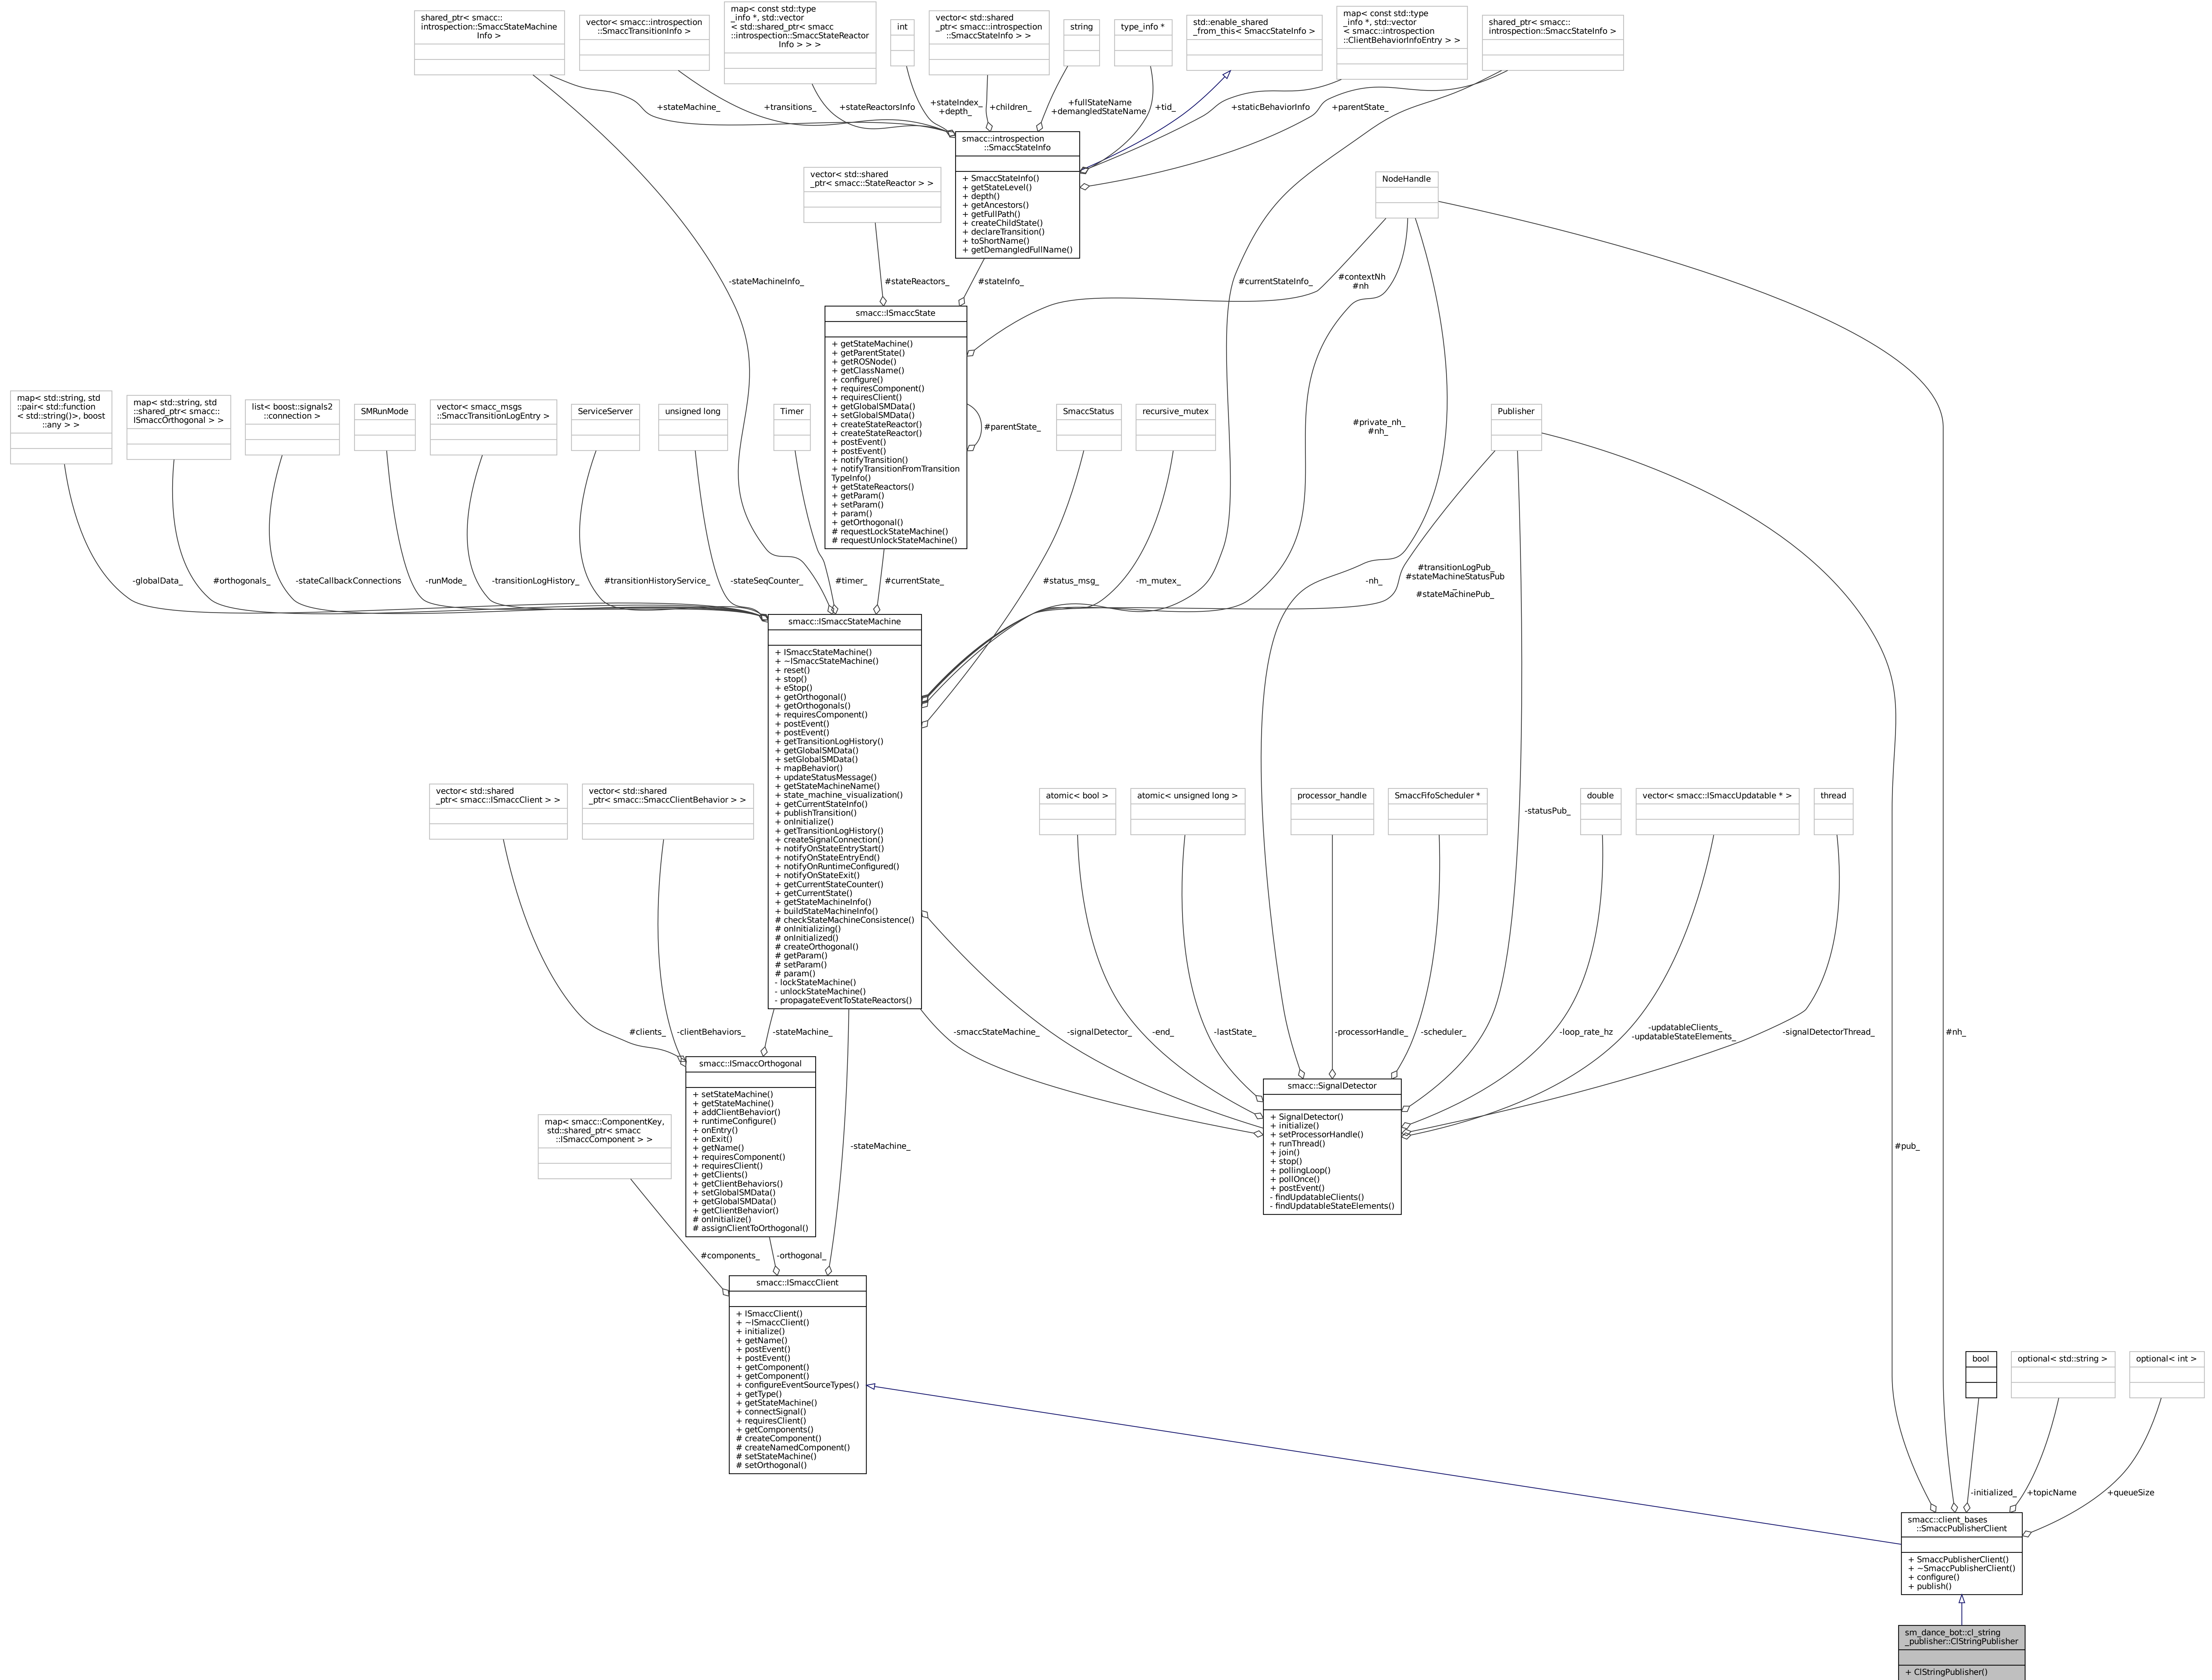 shared_ptr< smacc::
introspection::SmaccStateMachine
Info >
vector< smacc::introspection
::SmaccTransitionInfo >
map< const std::type
_info *, std::vector
< std::shared_ptr< smacc
::introspection::SmaccStateReactor
Info > > >
int
vector< std::shared
_ptr< smacc::introspection
::SmaccStateInfo > >
string
type_info *
std::enable_shared
_from_this< SmaccStateInfo >
map< const std::type
_info *, std::vector
< smacc::introspection
::ClientBehaviorInfoEntry > >
shared_ptr< smacc::
introspection::SmaccStateInfo >
+stateMachine_
+transitions_
+stateReactorsInfo
+stateIndex_
+depth_
+children_
+fullStateName
+demangledStateName
+tid_
+staticBehaviorInfo
+parentState_
smacc::introspection
::SmaccStateInfo
+ SmaccStateInfo()
+ getStateLevel()
+ depth()
+ getAncestors()
+ getFullPath()
+ createChildState()
+ declareTransition()
+ toShortName()
+ getDemangledFullName()
vector< std::shared
_ptr< smacc::StateReactor > >
NodeHandle
-stateMachineInfo_
#stateReactors_
#stateInfo_
#currentStateInfo_
#contextNh
#nh
smacc::ISmaccState
+ getStateMachine()
+ getParentState()
+ getROSNode()
+ getClassName()
+ configure()
+ requiresComponent()
+ requiresClient()
+ getGlobalSMData()
+ setGlobalSMData()
+ createStateReactor()
+ createStateReactor()
+ postEvent()
+ postEvent()
+ notifyTransition()
+ notifyTransitionFromTransition
TypeInfo()
+ getStateReactors()
+ getParam()
+ setParam()
+ param()
+ getOrthogonal()
# requestLockStateMachine()
# requestUnlockStateMachine()
#parentState_
map< std::string, std
::pair< std::function
< std::string()>, boost
::any > >
map< std::string, std
::shared_ptr< smacc::
ISmaccOrthogonal > >
list< boost::signals2
::connection >
SMRunMode
vector< smacc_msgs
::SmaccTransitionLogEntry >
ServiceServer
unsigned long
Timer
SmaccStatus
recursive_mutex
Publisher
#private_nh_
#nh_
-globalData_
#orthogonals_
-stateCallbackConnections
-runMode_
-transitionLogHistory_
#transitionHistoryService_
-stateSeqCounter_
#timer_
#currentState_
#status_msg_
-m_mutex_
-nh_
#transitionLogPub_
#stateMachineStatusPub
_
#stateMachinePub_
smacc::ISmaccStateMachine
+ ISmaccStateMachine()
+ ~ISmaccStateMachine()
+ reset()
+ stop()
+ eStop()
+ getOrthogonal()
+ getOrthogonals()
+ requiresComponent()
+ postEvent()
+ postEvent()
+ getTransitionLogHistory()
+ getGlobalSMData()
+ setGlobalSMData()
+ mapBehavior()
+ updateStatusMessage()
+ getStateMachineName()
+ state_machine_visualization()
+ getCurrentStateInfo()
+ publishTransition()
+ onInitialize()
+ getTransitionLogHistory()
+ createSignalConnection()
+ notifyOnStateEntryStart()
+ notifyOnStateEntryEnd()
+ notifyOnRuntimeConfigured()
+ notifyOnStateExit()
+ getCurrentStateCounter()
+ getCurrentState()
+ getStateMachineInfo()
+ buildStateMachineInfo()
# checkStateMachineConsistence()
# onInitializing()
# onInitialized()
# createOrthogonal()
# getParam()
# setParam()
# param()
- lockStateMachine()
- unlockStateMachine()
- propagateEventToStateReactors()
vector< std::shared
_ptr< smacc::ISmaccClient > >
vector< std::shared
_ptr< smacc::SmaccClientBehavior > >
atomic< bool >
atomic< unsigned long >
processor_handle
SmaccFifoScheduler *
-statusPub_
double
vector< smacc::ISmaccUpdatable * >
thread
#clients_
-clientBehaviors_
-stateMachine_
-smaccStateMachine_
-signalDetector_
-end_
-lastState_
-processorHandle_
-scheduler_
-loop_rate_hz
-updatableClients_
-updatableStateElements_
-signalDetectorThread_
#nh_
smacc::ISmaccOrthogonal
+ setStateMachine()
+ getStateMachine()
+ addClientBehavior()
+ runtimeConfigure()
+ onEntry()
+ onExit()
+ getName()
+ requiresComponent()
+ requiresClient()
+ getClients()
+ getClientBehaviors()
+ setGlobalSMData()
+ getGlobalSMData()
+ getClientBehavior()
# onInitialize()
# assignClientToOrthogonal()
smacc::SignalDetector
+ SignalDetector()
+ initialize()
+ setProcessorHandle()
+ runThread()
+ join()
+ stop()
+ pollingLoop()
+ pollOnce()
+ postEvent()
- findUpdatableClients()
- findUpdatableStateElements()
map< smacc::ComponentKey,
std::shared_ptr< smacc
::ISmaccComponent > >
-stateMachine_
#pub_
#components_
-orthogonal_
smacc::ISmaccClient
+ ISmaccClient()
+ ~ISmaccClient()
+ initialize()
+ getName()
+ postEvent()
+ postEvent()
+ getComponent()
+ getComponent()
+ configureEventSourceTypes()
+ getType()
+ getStateMachine()
+ connectSignal()
+ requiresClient()
+ getComponents()
# createComponent()
# createNamedComponent()
# setStateMachine()
# setOrthogonal()
bool
optional< std::string >
optional< int >
-initialized_
+topicName
+queueSize
smacc::client_bases
::SmaccPublisherClient
+ SmaccPublisherClient()
+ ~SmaccPublisherClient()
+ configure()
+ publish()
sm_dance_bot::cl_string
_publisher::ClStringPublisher
+ ClStringPublisher()